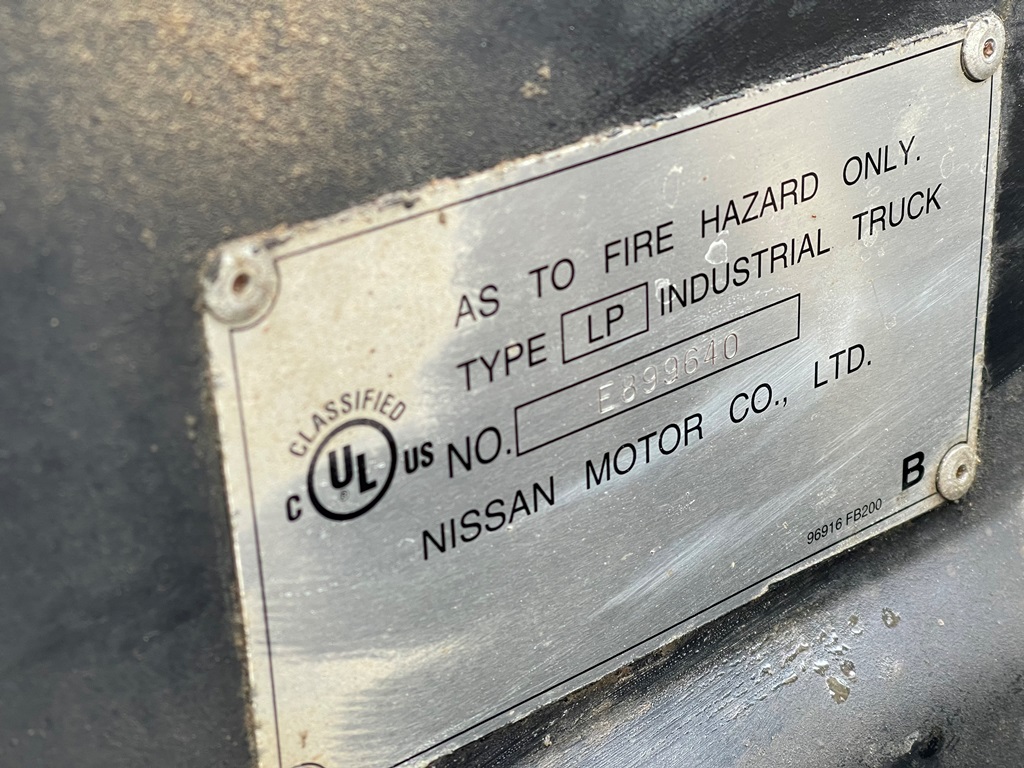 AS TO FIRE HAZARD ONLY.
TYPE LP INDUSTRIAL TRUCK
CLASSIFIED
C UL US
®
NO. E899640
NISSAN MOTOR CO., LTD.
96916 FB200
B